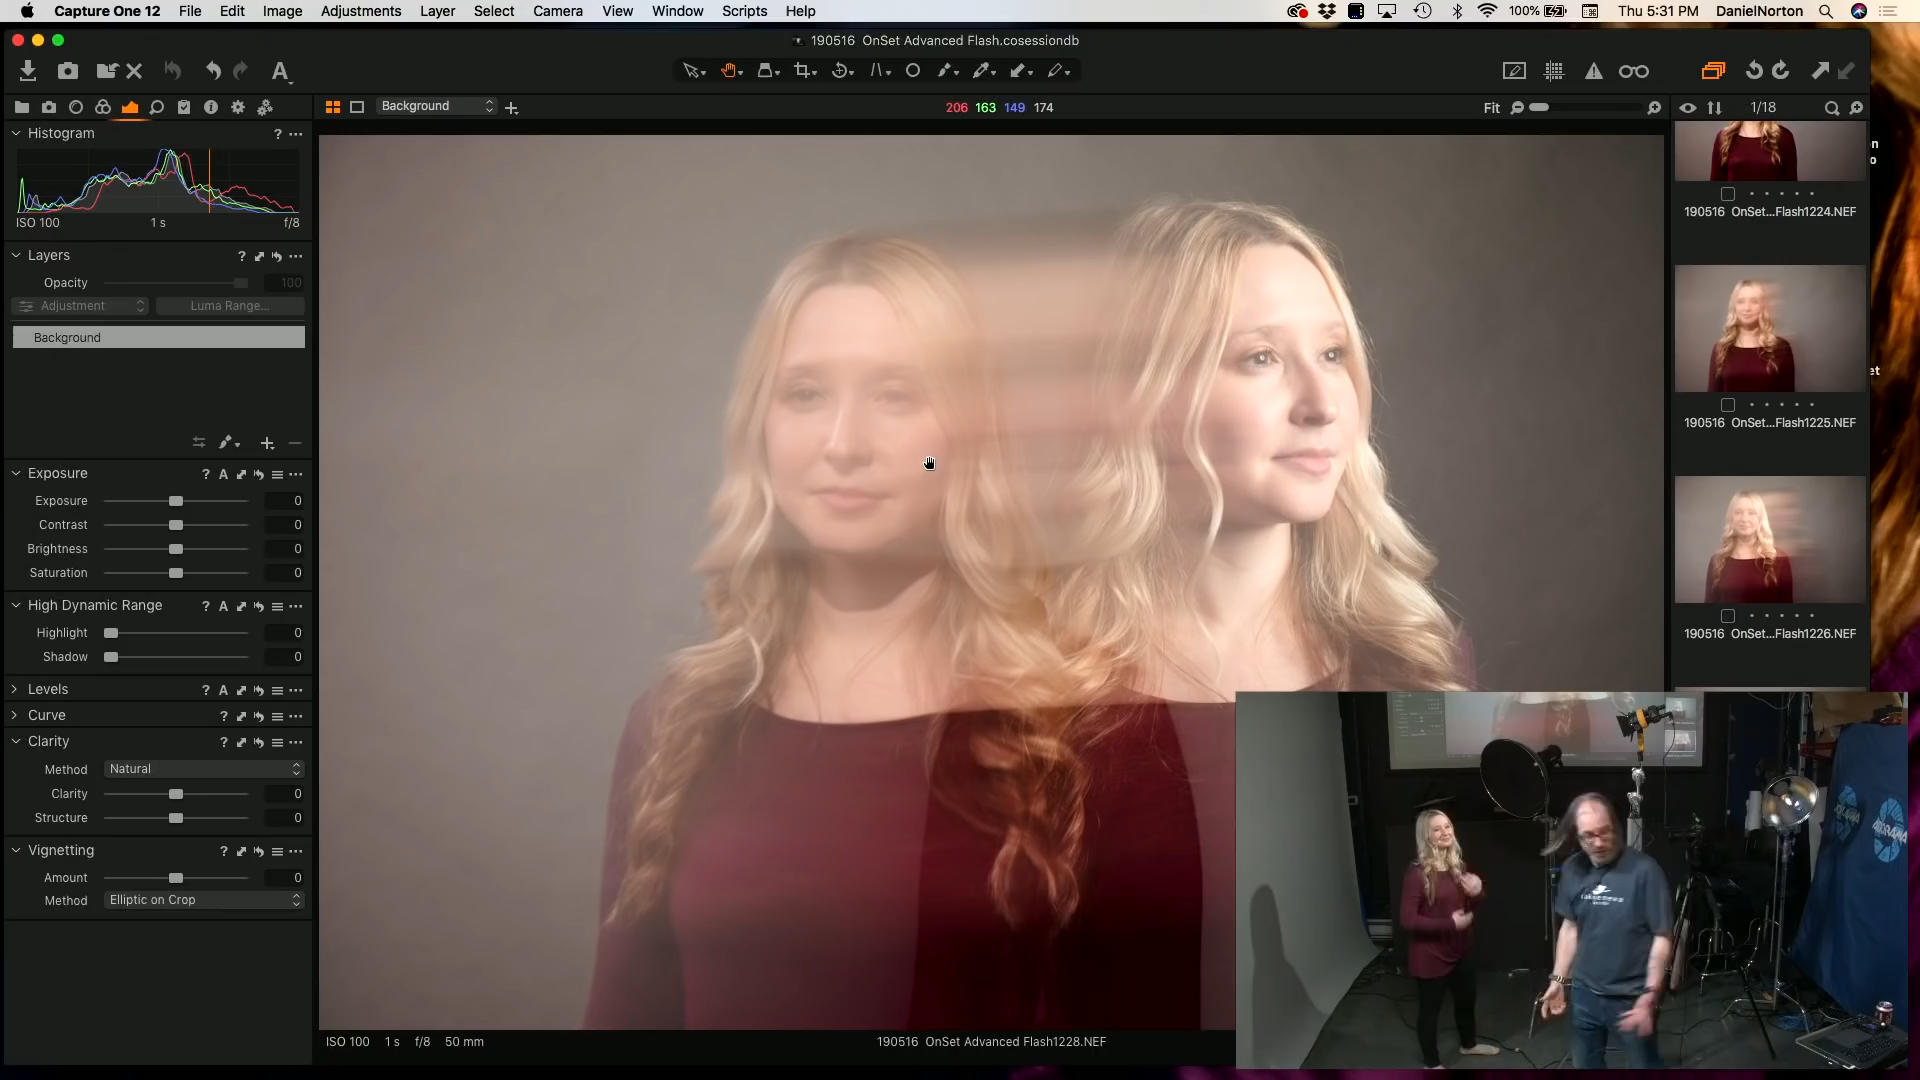 Capture One 12 File Edit Image Adjustments Layer Select Camera View Window Scripts Help 100% Thu 5:31 PM DanielNorton
190516 OnSet Advanced Flash.cosessiondb
A
Background
206 163 149 174
Fit
1/18
Histogram ?
ISO 100 1 s f/8
Layers ?
Opacity 100
Adjustment Luma Range...
Background
Exposure ? A
Exposure 0
Contrast 0
Brightness 0
Saturation 0
High Dynamic Range ? A
Highlight 0
Shadow 0
Levels ? A
Curve ?
Clarity ?
Method Natural
Clarity 0
Structure 0
Vignetting ?
Amount 0
Method Elliptic on Crop
190516 OnSet...Flash1224.NEF
190516 OnSet...Flash1225.NEF
190516 OnSet...Flash1226.NEF
n
o
et
ISO 100 1 s f/8 50 mm
190516 OnSet Advanced Flash1228.NEF